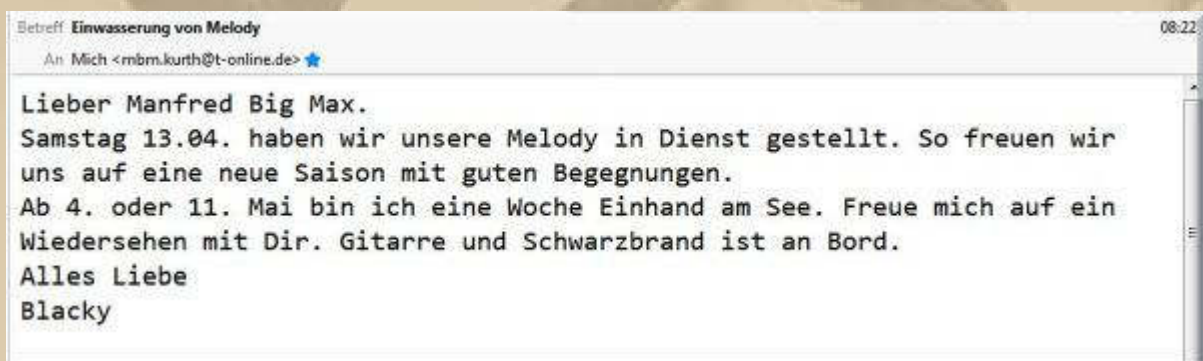 Betreff Einwasserung von Melody 08:22
An Mich <mbm.kurth@t-online.de>
Lieber Manfred Big Max.
Samstag 13.04. haben wir unsere Melody in Dienst gestellt. So freuen wir
uns auf eine neue Saison mit guten Begegnungen.
Ab 4. oder 11. Mai bin ich eine Woche Einhand am See. Freue mich auf ein
Wiedersehen mit Dir. Gitarre und Schwarzbrand ist an Bord.
Alles Liebe
Blacky